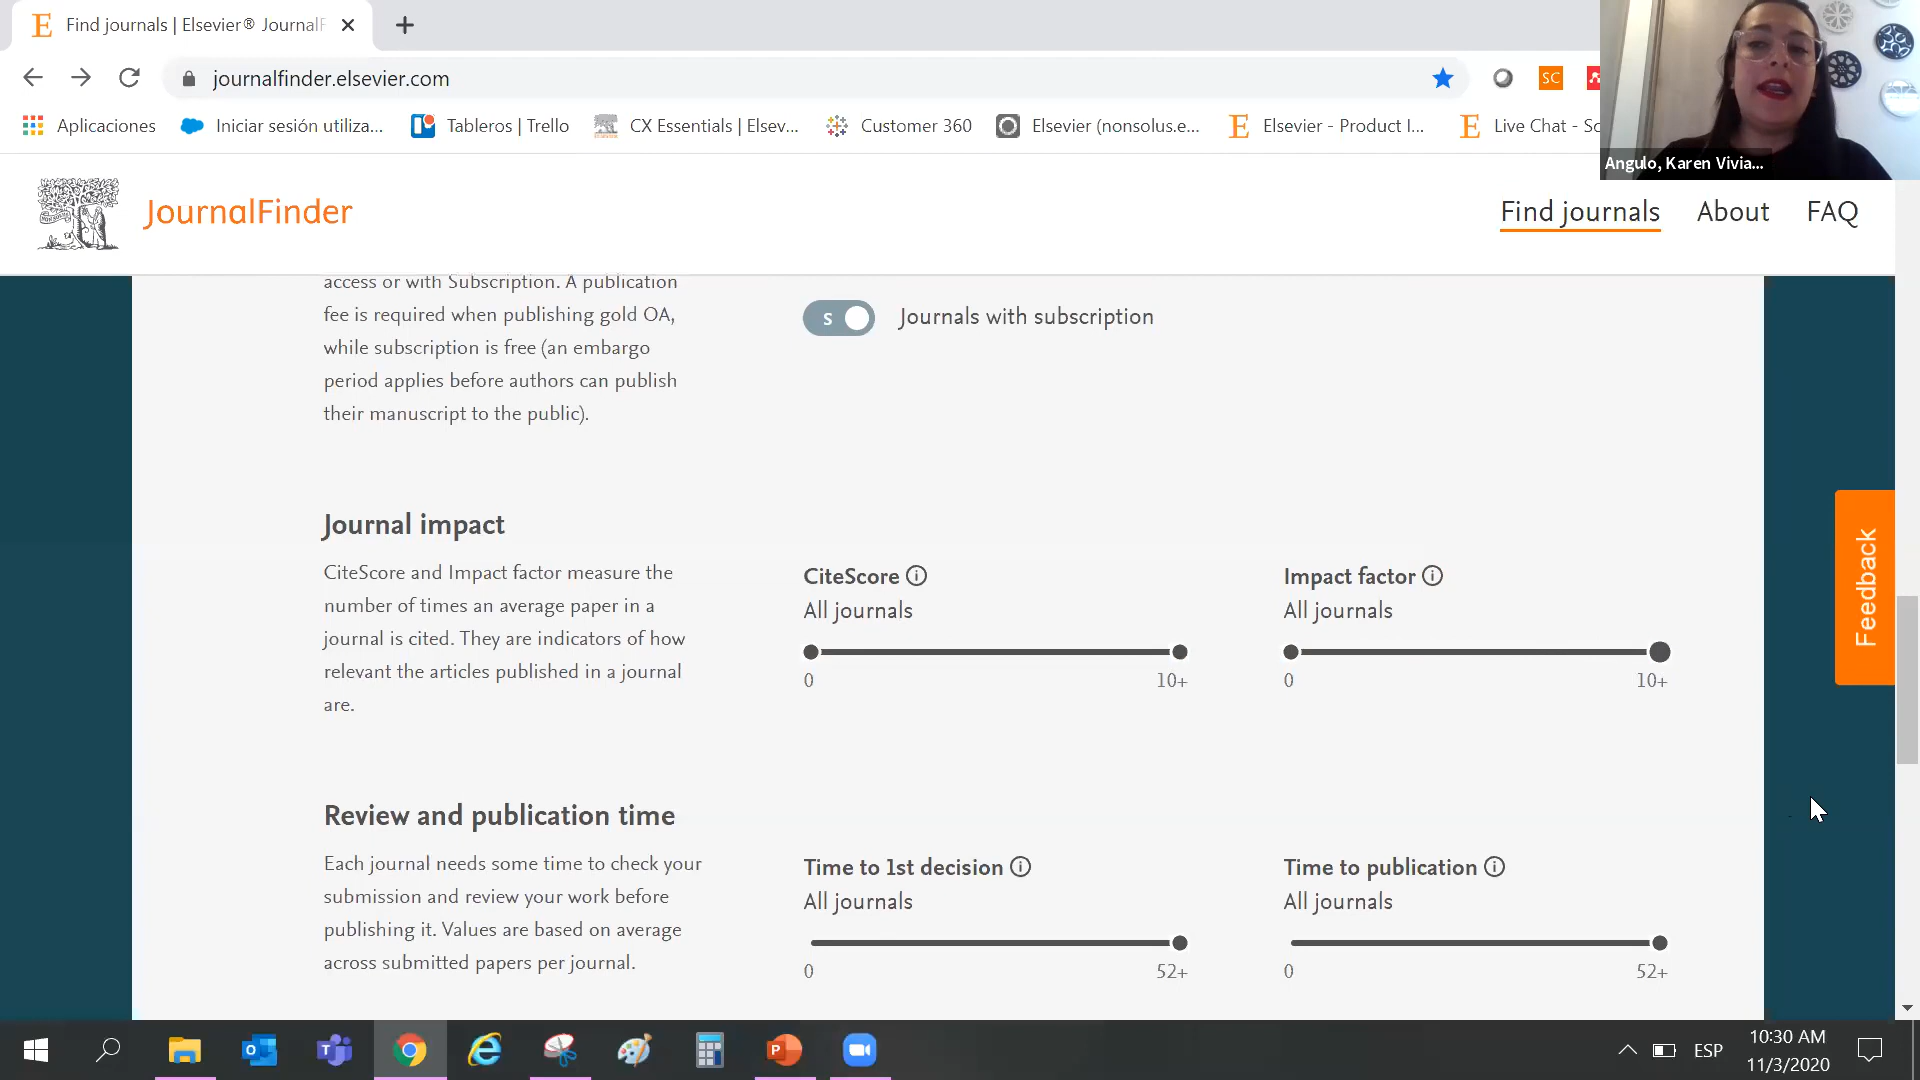 Find journals | Elsevier® JournalF
journalfinder.elsevier.com
SC
Aplicaciones
Iniciar sesión utiliza...
Tableros | Trello
CX Essentials | Elsev...
Customer 360
Elsevier (nonsolus.e...
Elsevier - Product I...
Live Chat - Sc
Angulo, Karen Vivia...
JournalFinder
Find journals
About
FAQ
access or with Subscription. A publication
fee is required when publishing gold OA,
while subscription is free (an embargo
period applies before authors can publish
their manuscript to the public).
S
Journals with subscription
Journal impact
CiteScore and Impact factor measure the
number of times an average paper in a
journal is cited. They are indicators of how
relevant the articles published in a journal
are.
CiteScore
All journals
0
10+
Impact factor
All journals
0
10+
Feedback
Review and publication time
Each journal needs some time to check your
submission and review your work before
publishing it. Values are based on average
across submitted papers per journal.
Time to 1st decision
All journals
0
52+
Time to publication
All journals
0
52+
ESP
10:30 AM
11/3/2020